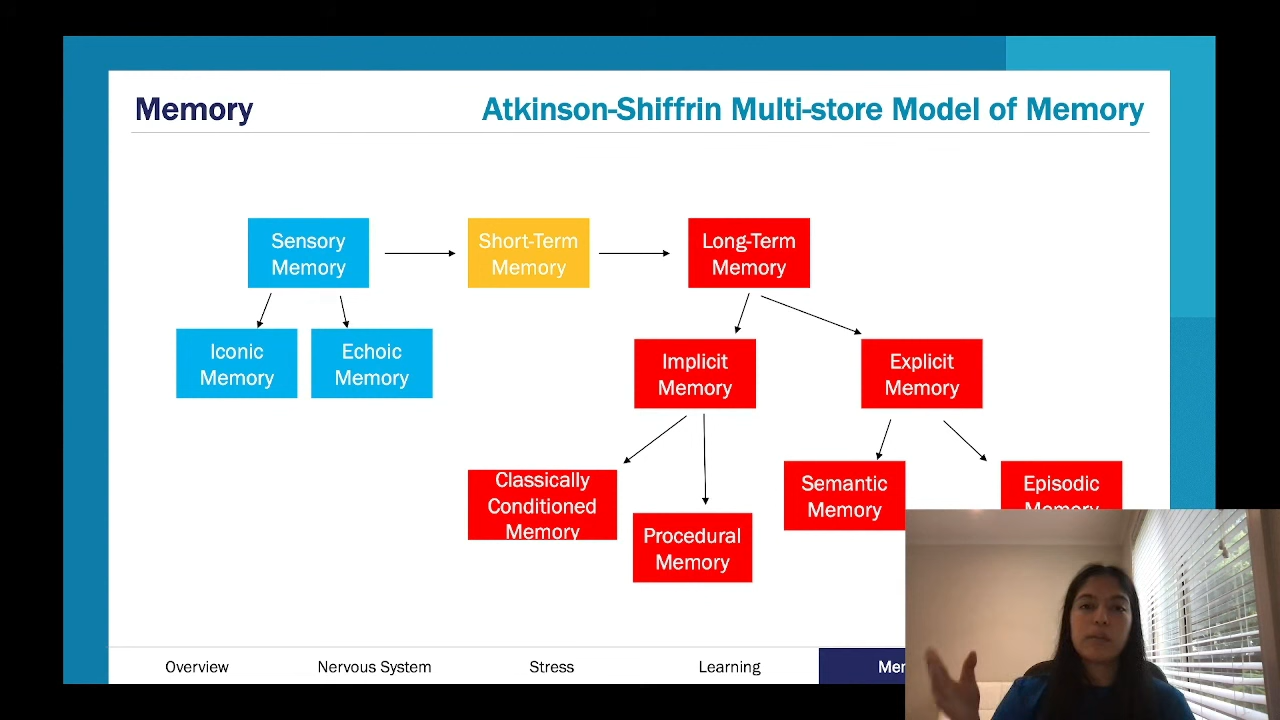 Memory
Atkinson-Shiffrin Multi-store Model of Memory
Sensory
Memory
Short-Term
Memory
Long-Term
Memory
Iconic
Memory
Echoic
Memory
Implicit
Memory
Explicit
Memory
Classically
Conditioned
Memory
Procedural
Memory
Semantic
Memory
Episodic
Memory
Overview
Nervous System
Stress
Learning
Mem